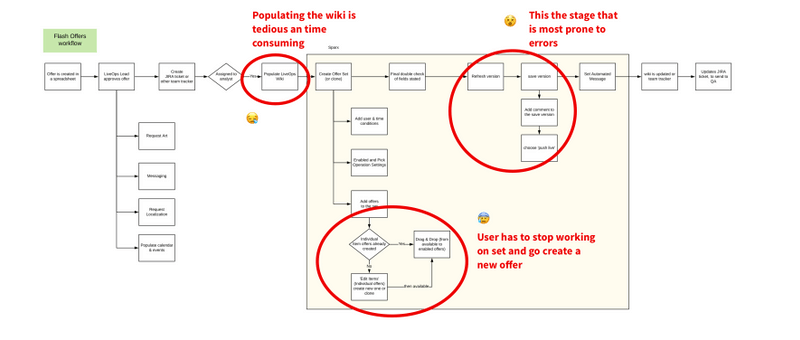 Populating the wiki is
tedious an time
consuming
This the stage that
is most prone to
errors
Flash Offers
workflow
Spars
Offer is created in
a spreadsheet
LiveOps Lead
approves offer
Create
JIRA ticket or
other team tracker
Assigned to
analyst
Yes
Populate LiveOps
Wiki
Create Offer Set
(or clone)
Final double check
of fields stated
Refresh version
save version
Set Automated
Message
wiki is updated or
team tracker
Updates JIRA
ticket, to send to
QA
Add comment to
the save version
choose 'push live'
Request Art
Messaging
Request
Localization
Populate calendar
& events
Add user & time
conditions
Enabled and Pick
Operation Settings
Add offers
to the
Individual
item offers already
created
Yes
Drag & Drop (from
available to
enabled offers)
No
Edit Items/
(Individual offers)
create new one or
clone
then available
User has to stop working
on set and go create a
new offer